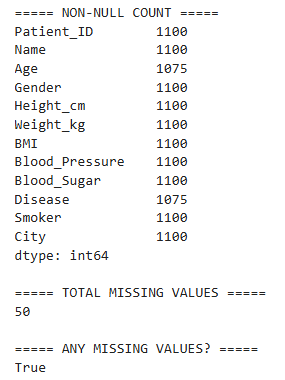 ===== NON-NULL COUNT =====
Patient_ID        1100
Name              1100
Age               1075
Gender            1100
Height_cm         1100
Weight_kg         1100
BMI               1100
Blood_Pressure    1100
Blood_Sugar       1100
Disease           1075
Smoker            1100
City              1100
dtype: int64

===== TOTAL MISSING VALUES =====
50

===== ANY MISSING VALUES? =====
True